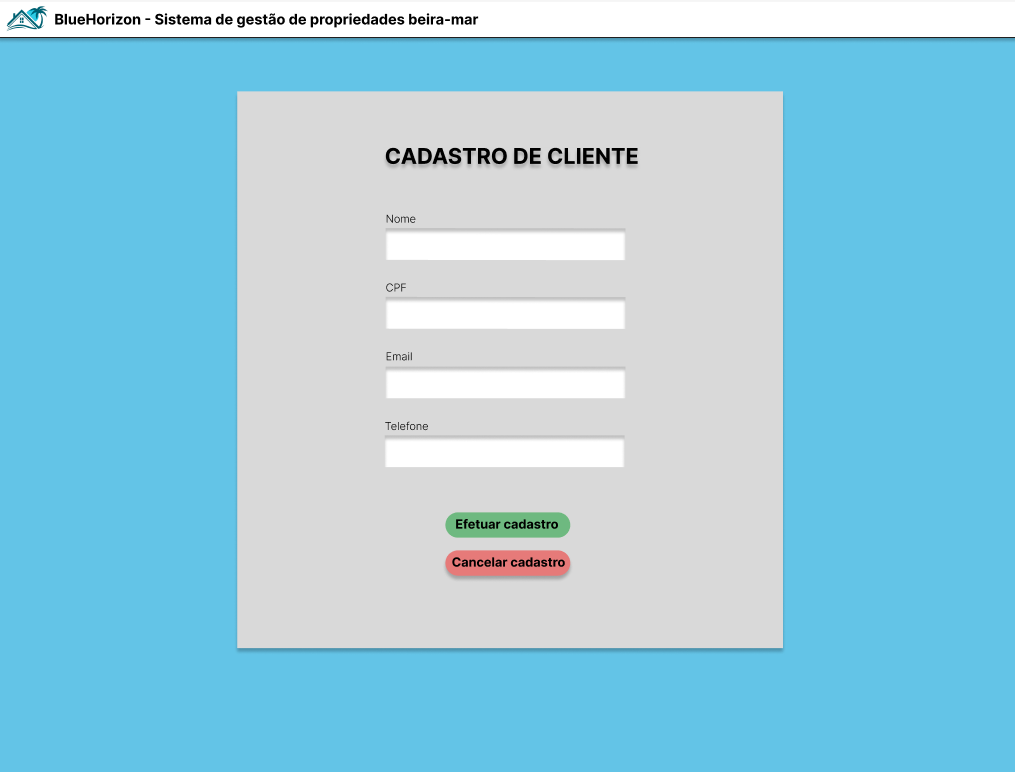 BlueHorizon - Sistema de gestão de propriedades beira-mar
CADASTRO DE CLIENTE
Nome
CPF
Email
Telefone
Efetuar cadastro
Cancelar cadastro